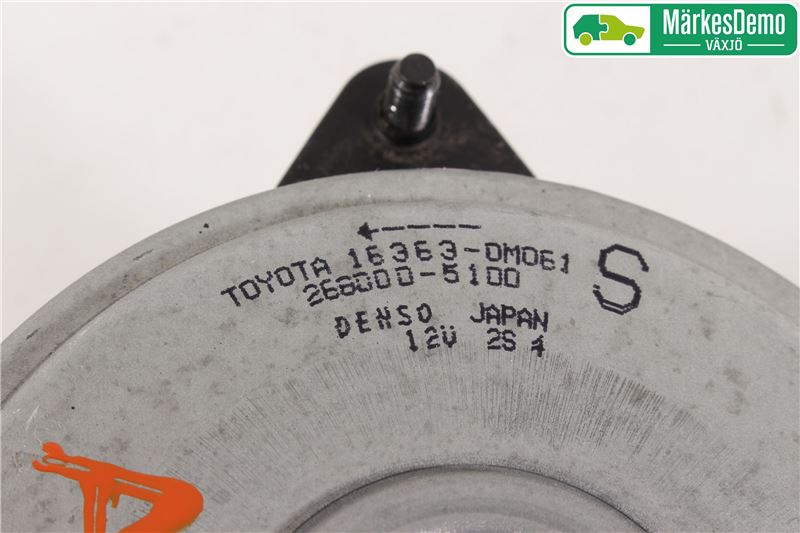 MärkesDemo
VÄXJÖ
TOYOTA 16363-0M061
268000-5100
S
DENSO JAPAN
12V 2S 4